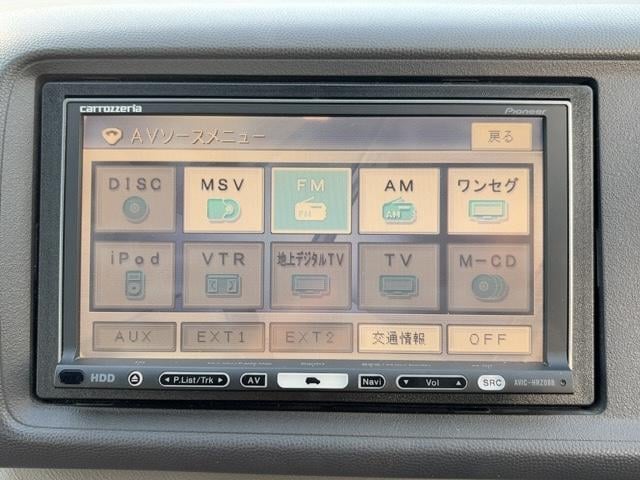 carrozzeria
Pioneer
AVソースメニュー
戻る
DISC MSV FM AM ワンセグ
FM AM
iPod VTR 地上デジタルTV TV M-CD
AUX EXT1 EXT2 交通情報 OFF
HDD P.List/Trk AV Navi Vol SRC AVIC-HRZ088